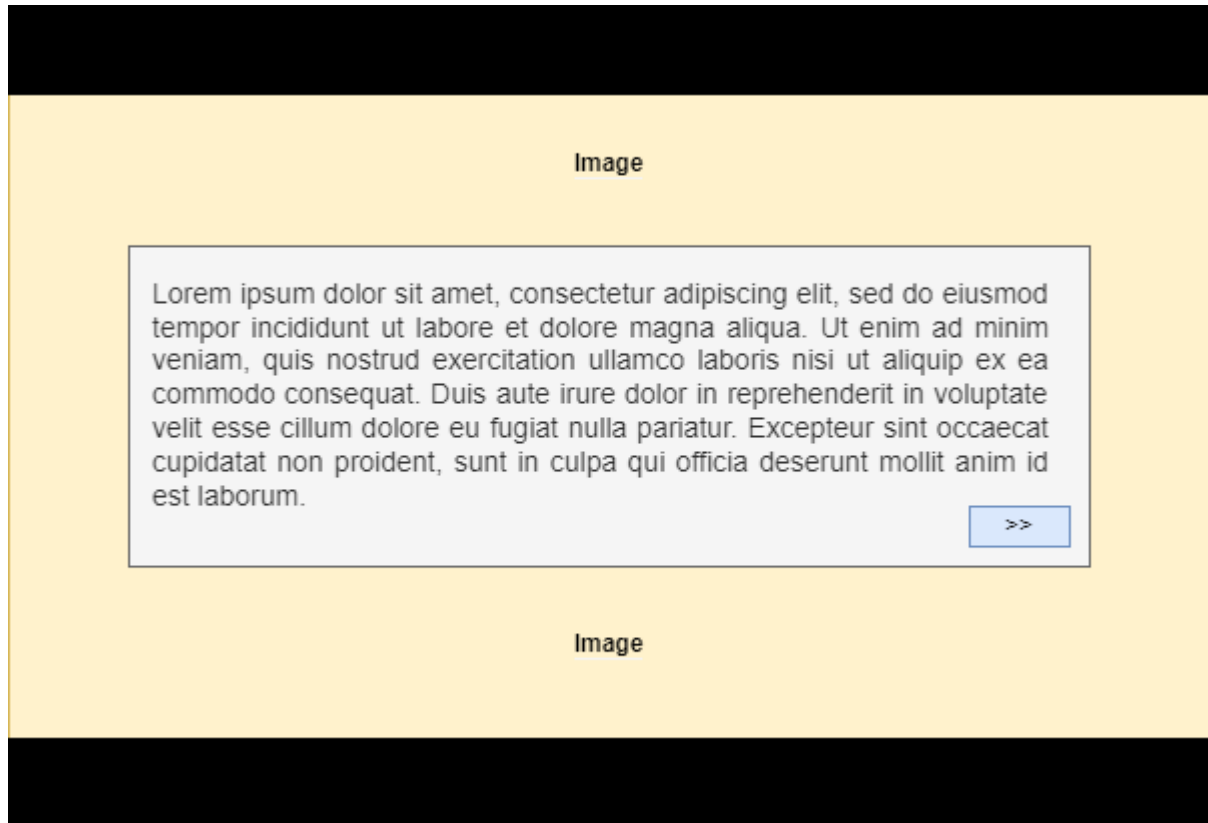 Image
Lorem ipsum dolor sit amet, consectetur adipiscing elit, sed do eiusmod
tempor incididunt ut labore et dolore magna aliqua. Ut enim ad minim
veniam, quis nostrud exercitation ullamco laboris nisi ut aliquip ex ea
commodo consequat. Duis aute irure dolor in reprehenderit in voluptate
velit esse cillum dolore eu fugiat nulla pariatur. Excepteur sint occaecat
cupidatat non proident, sunt in culpa qui officia deserunt mollit anim id
est laborum.
>>
Image